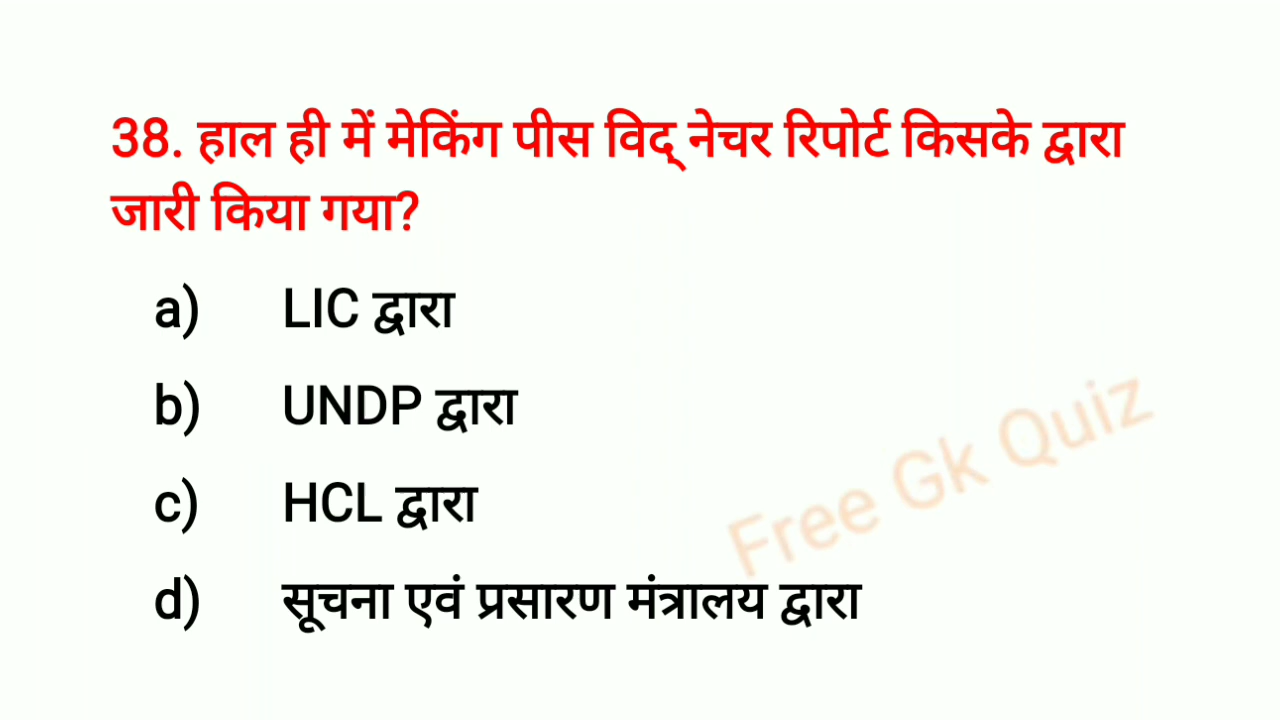 38. हाल ही में मेकिंग पीस विद् नेचर रिपोर्ट किसके द्वारा
जारी किया गया?
a) LIC द्वारा
b) UNDP द्वारा
c) HCL द्वारा
d) सूचना एवं प्रसारण मंत्रालय द्वारा
Free Gk Quiz